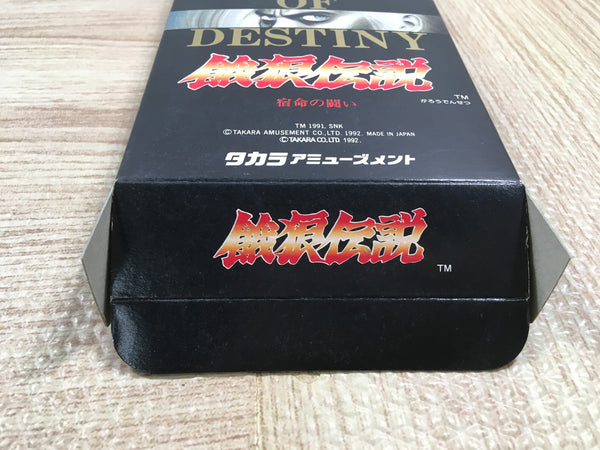 OF
DESTINY
餓狼伝説
TM
がろうでんせつ
宿命の闘い
TM 1991, SNK
©TAKARA AMUSEMENT CO., LTD. 1992. MADE IN JAPAN
©TAKARA CO., LTD. 1992.
タカラ アミューズメント
餓狼伝説
TM